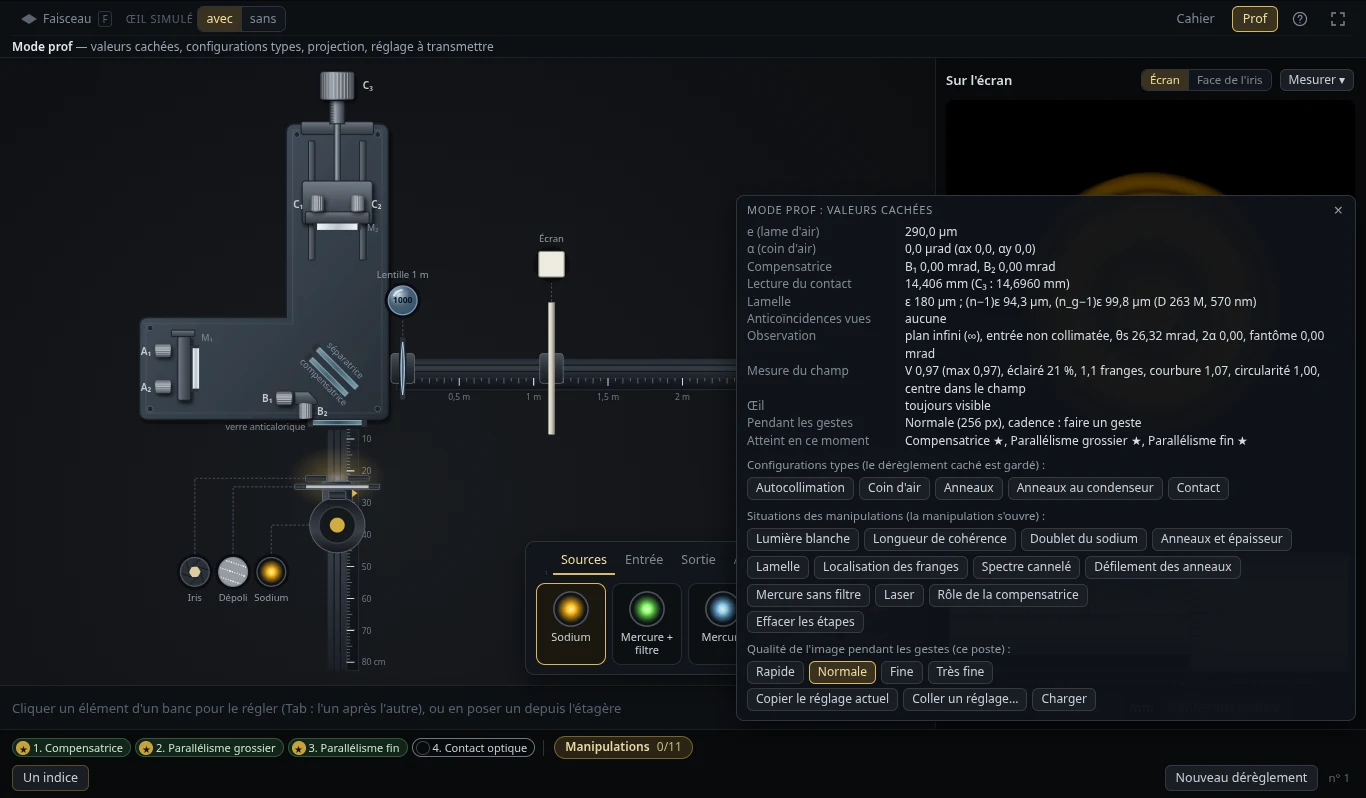 Faisceau F ŒIL SIMULÉ avec sans
Cahier Prof ?
Mode prof — valeurs cachées, configurations types, projection, réglage à transmettre
C₃
C₁ C₂
M₂
Lentille 1 m
1000
Écran
M₁
A₁
A₂
séparatrice
compensatrice
B₁
B₂
verre anticalorique
0,5 m 1 m 1,5 m 2 m
10
20
30
40
50
60
70
80 cm
Iris Dépoli Sodium
Sources Entrée Sortie
Sodium
Mercure + filtre
Sur l'écran
Écran Face de l'iris Mesurer ▾
MODE PROF : VALEURS CACHÉES ×
e (lame d'air) 290,0 µm
α (coin d'air) 0,0 µrad (αx 0,0, αy 0,0)
Compensatrice B₁ 0,00 mrad, B₂ 0,00 mrad
Lecture du contact 14,406 mm (C₃ : 14,6960 mm)
Lamelle ε 180 µm ; (n−1)ε 94,3 µm, (n_g−1)ε 99,8 µm (D 263 M, 570 nm)
Anticoïncidences vues aucune
Observation plan infini (∞), entrée non collimatée, θs 26,32 mrad, 2α 0,00, fantôme 0,00
mrad
Mesure du champ V 0,97 (max 0,97), éclairé 21 %, 1,1 franges, courbure 1,07, circularité 1,00,
centre dans le champ
Œil toujours visible
Pendant les gestes Normale (256 px), cadence : faire un geste
Atteint en ce moment Compensatrice ★, Parallélisme grossier ★, Parallélisme fin ★
Configurations types (le dérèglement caché est gardé) :
Autocollimation Coin d'air Anneaux Anneaux au condenseur Contact
Situations des manipulations (la manipulation s'ouvre) :
Lumière blanche Longueur de cohérence Doublet du sodium Anneaux et épaisseur
Lamelle Localisation des franges Spectre cannelé Défilement des anneaux
Mercure sans filtre Laser Rôle de la compensatrice
Effacer les étapes
Qualité de l'image pendant les gestes (ce poste) :
Rapide Normale Fine Très fine
Copier le réglage actuel Coller un réglage… Charger
Cliquer un élément d'un banc pour le régler (Tab : l'un après l'autre), ou en poser un depuis l'étagère
★ 1. Compensatrice ★ 2. Parallélisme grossier ★ 3. Parallélisme fin 4. Contact optique Manipulations 0/11
Un indice Nouveau dérèglement n° 1